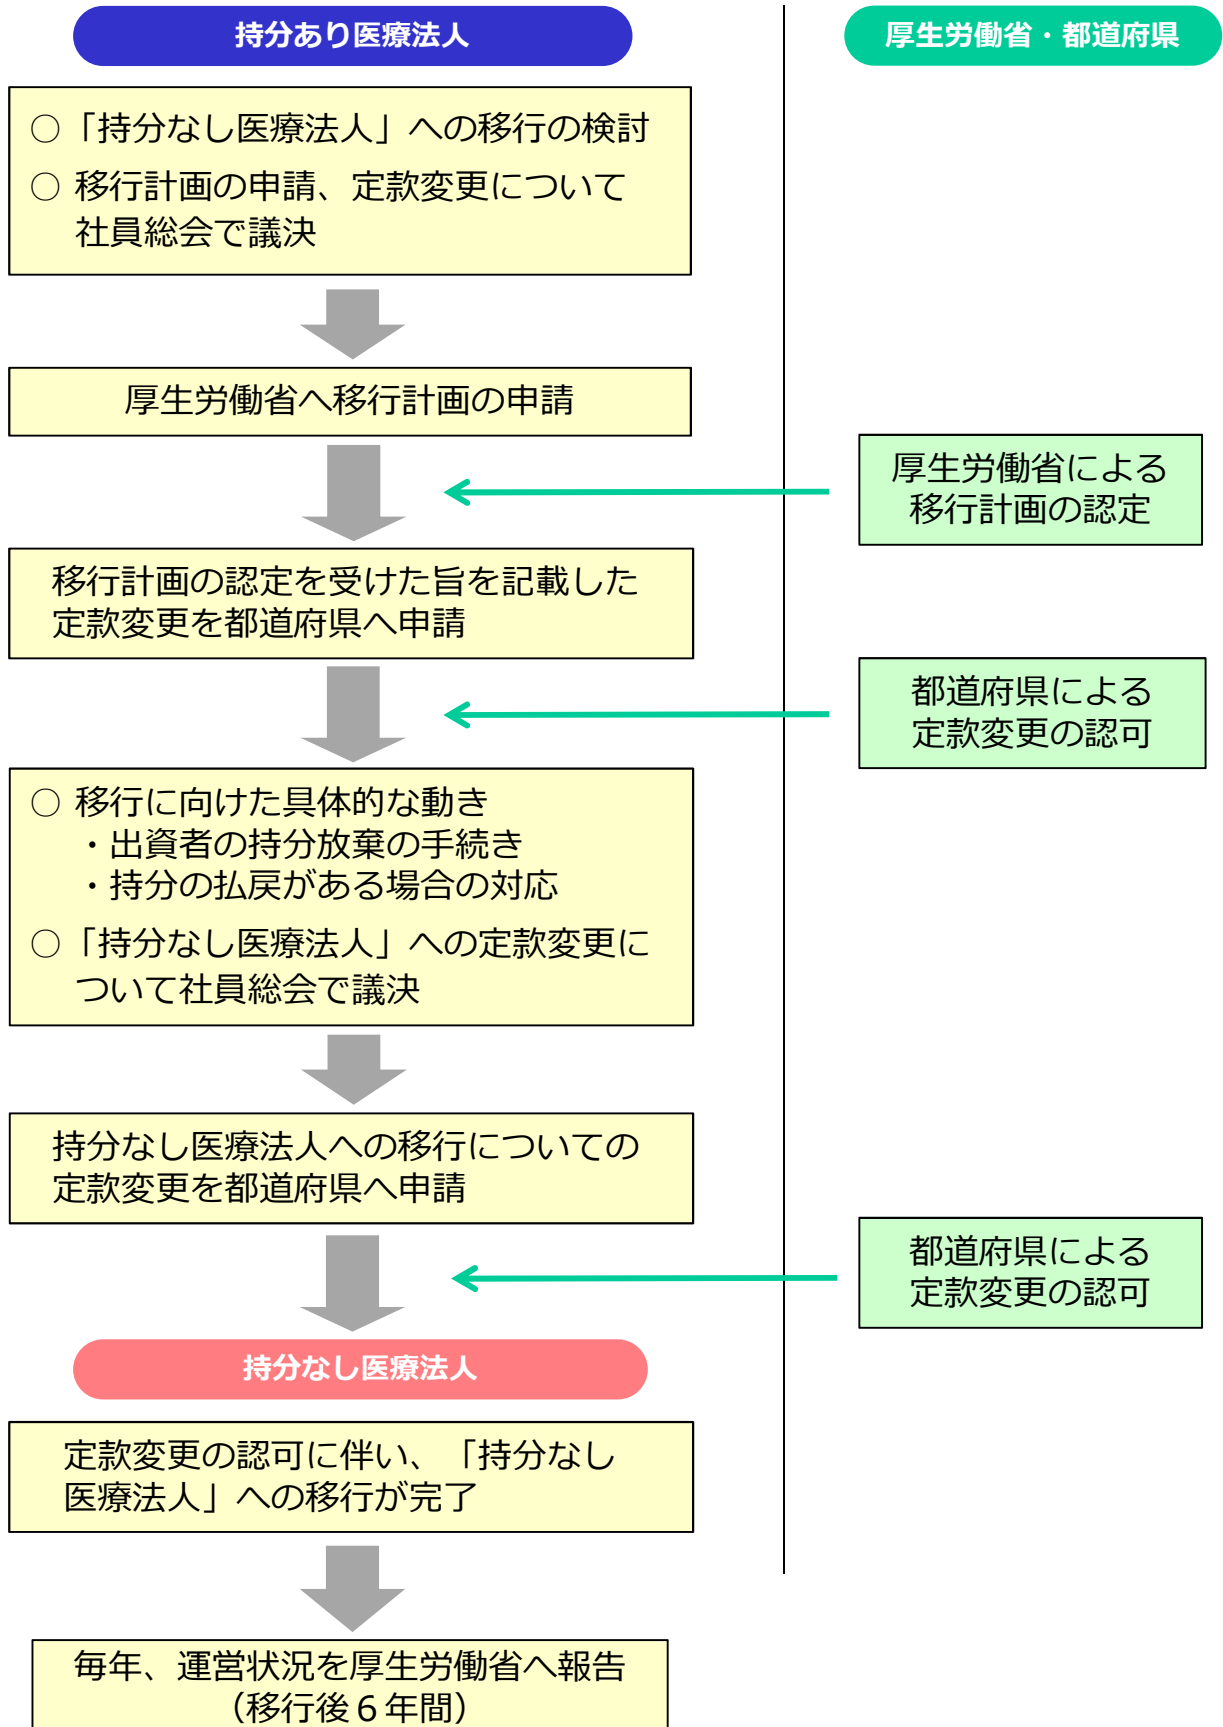 持分あり医療法人
厚生労働省・都道府県
○「持分なし医療法人」への移行の検討
○ 移行計画の申請、定款変更について
社員総会で議決
厚生労働省へ移行計画の申請
厚生労働省による
移行計画の認定
移行計画の認定を受けた旨を記載した
定款変更を都道府県へ申請
都道府県による
定款変更の認可
○ 移行に向けた具体的な動き
・出資者の持分放棄の手続き
・持分の払戻がある場合の対応
○「持分なし医療法人」への定款変更に
ついて社員総会で議決
持分なし医療法人への移行についての
定款変更を都道府県へ申請
都道府県による
定款変更の認可
持分なし医療法人
定款変更の認可に伴い、「持分なし
医療法人」への移行が完了
毎年、運営状況を厚生労働省へ報告
（移行後６年間）